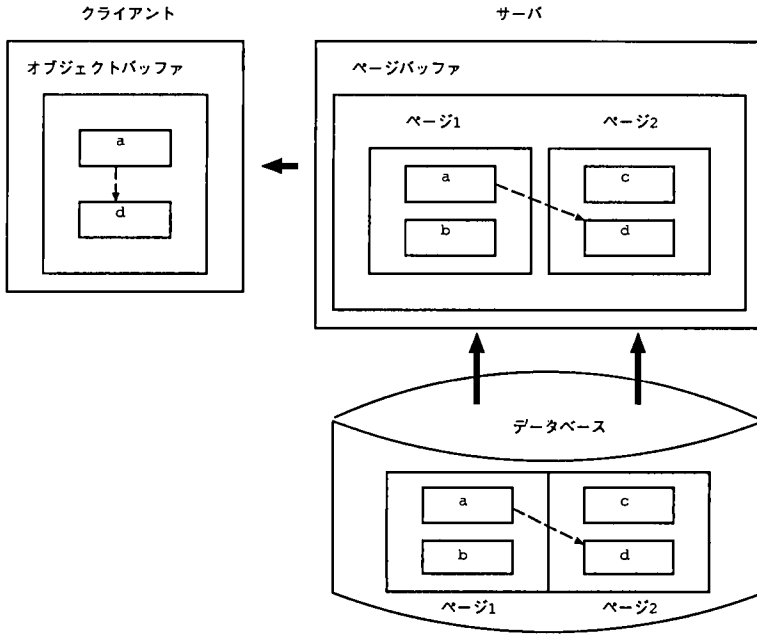 クライアント
サーバ
オブジェクトバッファ
ページバッファ
ページ1
ページ2
a
d
a
b
c
d
データベース
a
b
c
d
ページ1
ページ2